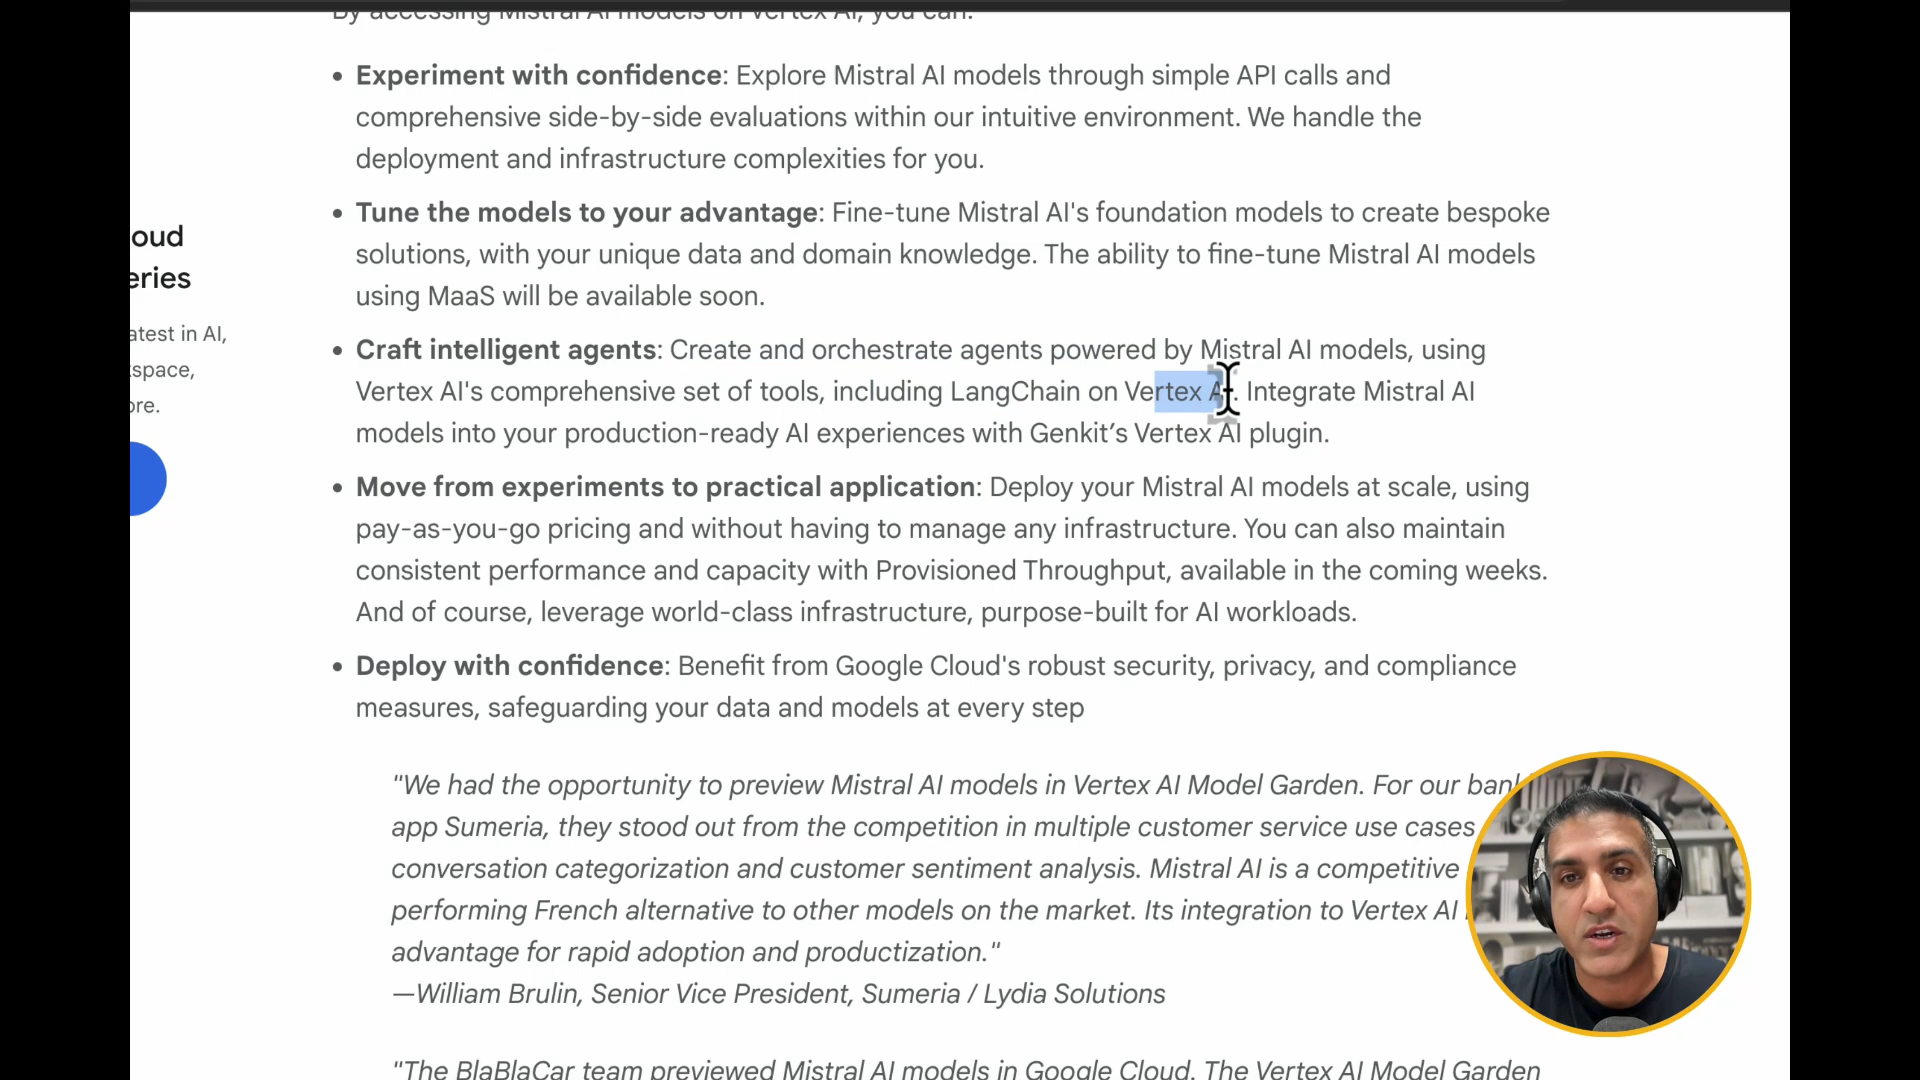 By accessing Mistral AI models on Vertex AI, you can:
• Experiment with confidence: Explore Mistral AI models through simple API calls and
comprehensive side-by-side evaluations within our intuitive environment. We handle the
deployment and infrastructure complexities for you.
• Tune the models to your advantage: Fine-tune Mistral AI's foundation models to create bespoke
solutions, with your unique data and domain knowledge. The ability to fine-tune Mistral AI models
using MaaS will be available soon.
• Craft intelligent agents: Create and orchestrate agents powered by Mistral AI models, using
Vertex AI's comprehensive set of tools, including LangChain on Vertex AI. Integrate Mistral AI
models into your production-ready AI experiences with Genkit’s Vertex AI plugin.
• Move from experiments to practical application: Deploy your Mistral AI models at scale, using
pay-as-you-go pricing and without having to manage any infrastructure. You can also maintain
consistent performance and capacity with Provisioned Throughput, available in the coming weeks.
And of course, leverage world-class infrastructure, purpose-built for AI workloads.
• Deploy with confidence: Benefit from Google Cloud's robust security, privacy, and compliance
measures, safeguarding your data and models at every step
"We had the opportunity to preview Mistral AI models in Vertex AI Model Garden. For our bank
app Sumeria, they stood out from the competition in multiple customer service use cases
conversation categorization and customer sentiment analysis. Mistral AI is a competitive
performing French alternative to other models on the market. Its integration to Vertex AI
advantage for rapid adoption and productization."
—William Brulin, Senior Vice President, Sumeria / Lydia Solutions
"The BlaBlaCar team previewed Mistral AI models in Google Cloud. The Vertex AI Model Garden
oud
eries
atest in AI,
space,
ore.